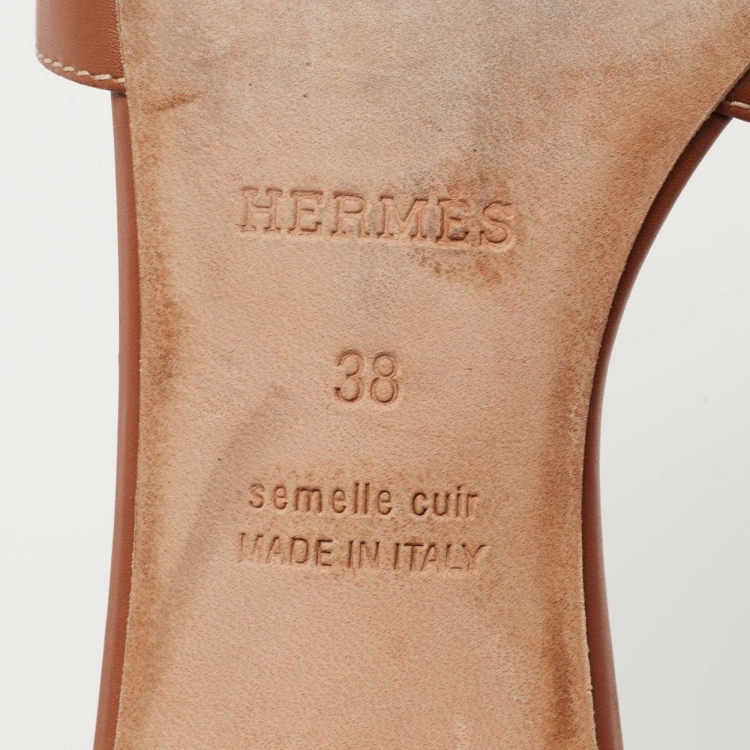 HERMES
38
semelle cuir
MADE IN ITALY